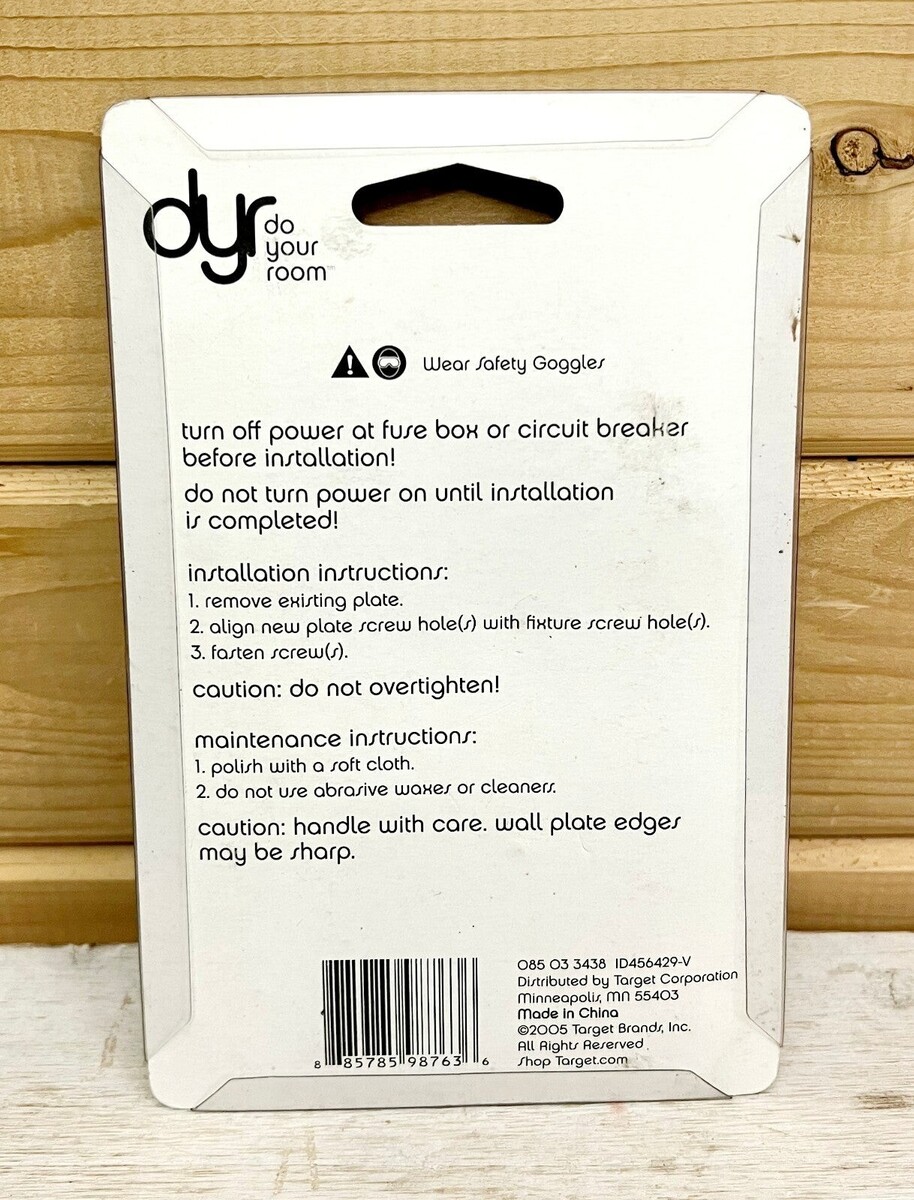 dyr do
your
room™
Wear Safety Goggles
turn off power at fuse box or circuit breaker
before installation!
do not turn power on until installation
is completed!
installation instructions:
1. remove existing plate.
2. align new plate screw hole(s) with fixture screw hole(s).
3. fasten screw(s).
caution: do not overtighten!
maintenance instructions:
1. polish with a soft cloth.
2. do not use abrasive waxes or cleaners.
caution: handle with care. wall plate edges
may be sharp.
085 03 3438 ID456429-V
Distributed by Target Corporation
Minneapolis, MN 55403
Made in China
©2005 Target Brands, Inc.
All Rights Reserved
Shop Target.com
8 85785 98763 6